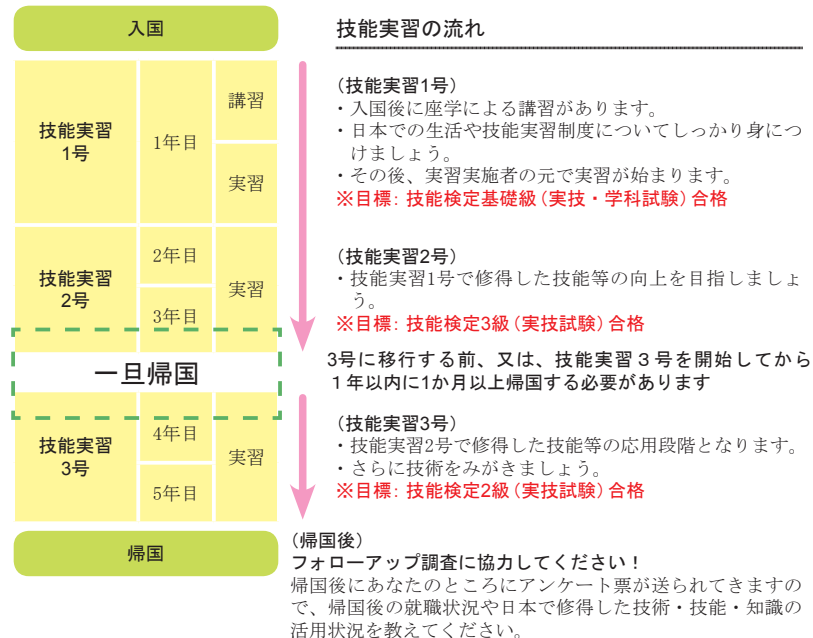 入国
技能実習
1号
1年目
講習
実習
技能実習
2号
2年目
3年目
実習
一旦帰国
技能実習
3号
4年目
5年目
実習
帰国
技能実習の流れ
（技能実習1号）
・入国後に座学による講習があります。
・日本での生活や技能実習制度についてしっかり身につ
けましょう。
・その後、実習実施者の元で実習が始まります。
※目標：技能検定基礎級（実技・学科試験）合格
（技能実習2号）
・技能実習1号で修得した技能等の向上を目指しましょ
う。
※目標：技能検定3級（実技試験）合格
3号に移行する前、又は、技能実習３号を開始してから
１年以内に1か月以上帰国する必要があります
（技能実習3号）
・技能実習2号で修得した技能等の応用段階となります。
・さらに技術をみがきましょう。
※目標：技能検定2級（実技試験）合格
（帰国後）
フォローアップ調査に協力してください！
帰国後にあなたのところにアンケート票が送られてきますの
で、帰国後の就職状況や日本で修得した技術・技能・知識の
活用状況を教えてください。